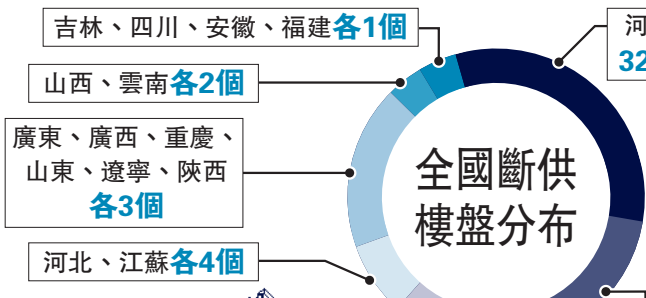 吉林、四川、安徽、福建各1個
河
32
山西、雲南各2個
廣東、廣西、重慶、
山東、遼寧、陝西
各3個
全國斷供
樓盤分布
河北、江蘇各4個